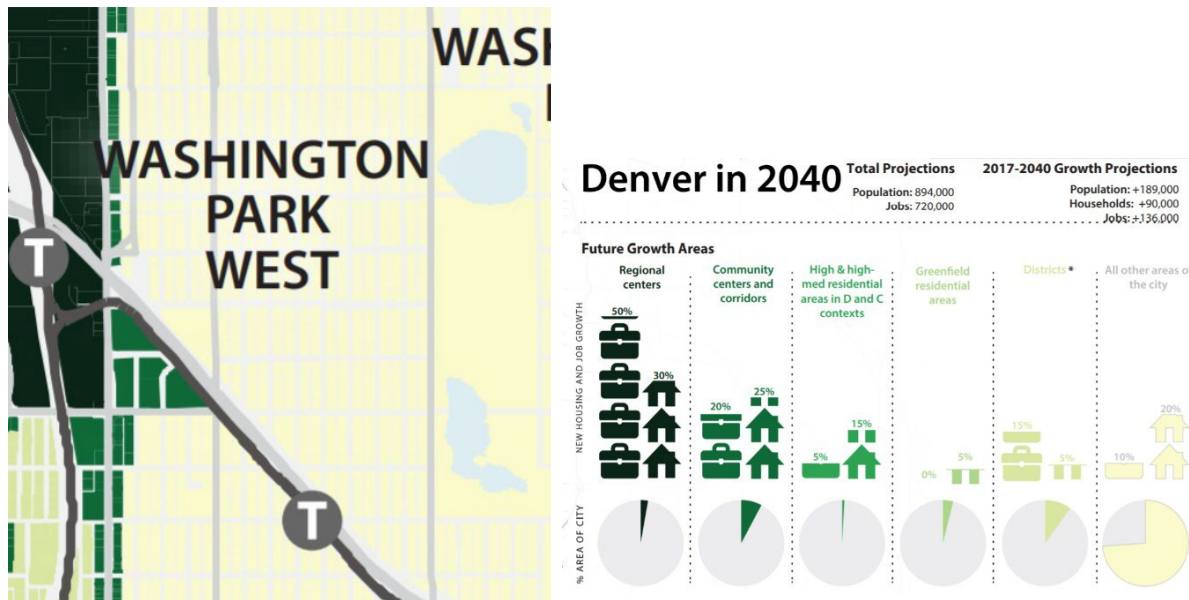 WASH
WASHINGTON
PARK
WEST
T
T
Denver in 2040
Total Projections
Population: 894,000
Jobs: 720,000
2017-2040 Growth Projections
Population: +189,000
Households: +90,000
Jobs: +136,000
Future Growth Areas
Regional
centers
Community
centers and
corridors
High & high-
med residential
areas in D and C
contexts
Greenfield
residential
areas
Districts *
All other areas o
the city
NEW HOUSING AND JOB GROWTH
50%
30%
20%
25%
5%
15%
0%
5%
15%
5%
10%
20%
% AREA OF CITY